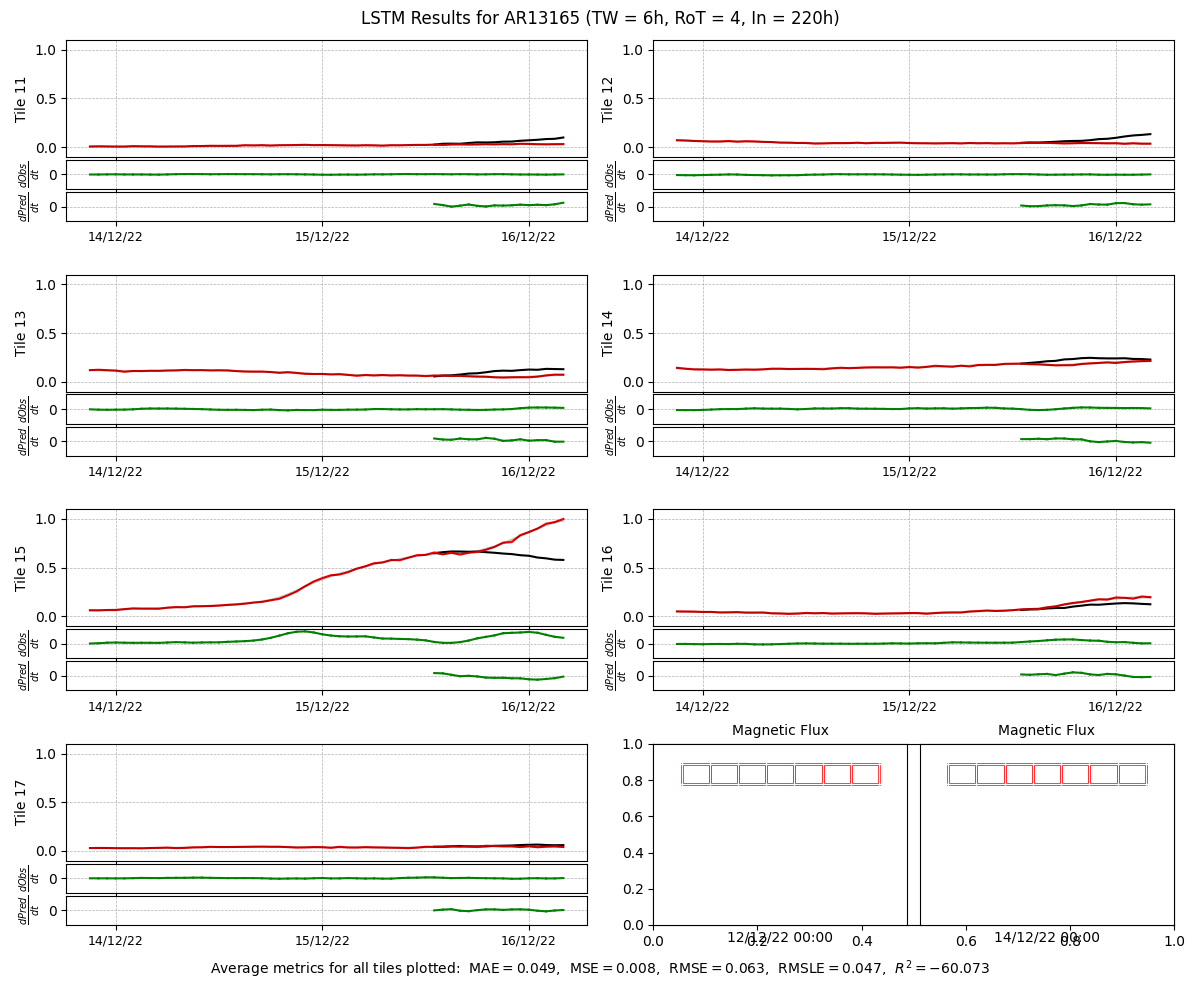 LSTM Results for AR13165 (TW = 6h, RoT = 4, In = 220h)
Tile 11
1.0
0.5
0.0
dObs/dt
0
dPred/dt
0
14/12/22 15/12/22 16/12/22
Tile 12
1.0
0.5
0.0
dObs/dt
0
dPred/dt
0
14/12/22 15/12/22 16/12/22
Tile 13
1.0
0.5
0.0
dObs/dt
0
dPred/dt
0
14/12/22 15/12/22 16/12/22
Tile 14
1.0
0.5
0.0
dObs/dt
0
dPred/dt
0
14/12/22 15/12/22 16/12/22
Tile 15
1.0
0.5
0.0
dObs/dt
0
dPred/dt
0
14/12/22 15/12/22 16/12/22
Tile 16
1.0
0.5
0.0
dObs/dt
0
dPred/dt
0
14/12/22 15/12/22 16/12/22
Tile 17
1.0
0.5
0.0
dObs/dt
0
dPred/dt
0
14/12/22 15/12/22 16/12/22
Magnetic Flux Magnetic Flux
1.0
0.8
0.6
0.4
0.2
0.0
0.0 0.2 0.4 0.6 0.8 1.0
12/12/22 00:00 14/12/22 00:00
Average metrics for all tiles plotted: MAE = 0.049, MSE = 0.008, RMSE = 0.063, RMSLE = 0.047, R² = −60.073